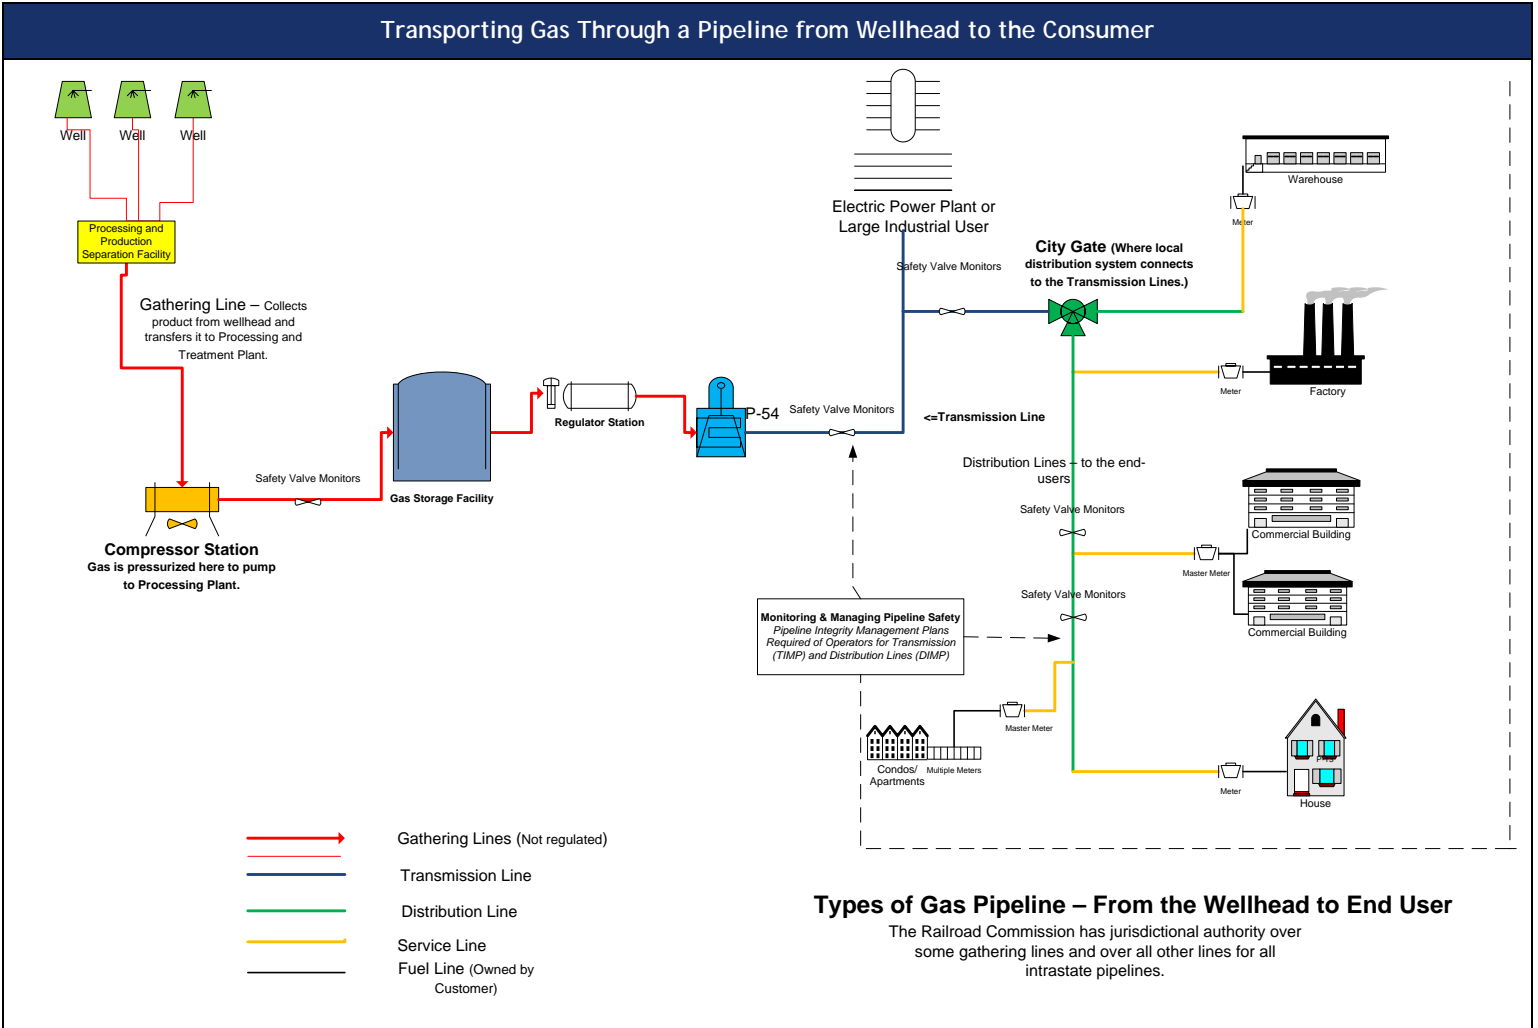 Transporting Gas Through a Pipeline from Wellhead to the Consumer
Well
Well
Well
Processing and
Production
Separation Facility
Gathering Line – Collects
product from wellhead and
transfers it to Processing and
Treatment Plant.
Compressor Station
Gas is pressurized here to pump
to Processing Plant.
Safety Valve Monitors
Gas Storage Facility
Regulator Station
P-54
Safety Valve Monitors
<=Transmission Line
Electric Power Plant or
Large Industrial User
Safety Valve Monitors
City Gate (Where local
distribution system connects
to the Transmission Lines.)
Warehouse
Meter
Factory
Meter
Distribution Lines – to the end-
users
Safety Valve Monitors
Commercial Building
Master Meter
Commercial Building
Safety Valve Monitors
Monitoring & Managing Pipeline Safety
Pipeline Integrity Management Plans
Required of Operators for Transmission
(TIMP) and Distribution Lines (DIMP)
Master Meter
Condos/
Apartments
Multiple Meters
Meter
House
Gathering Lines (Not regulated)
Transmission Line
Distribution Line
Service Line
Fuel Line (Owned by
Customer)
Types of Gas Pipeline – From the Wellhead to End User
The Railroad Commission has jurisdictional authority over
some gathering lines and over all other lines for all
intrastate pipelines.